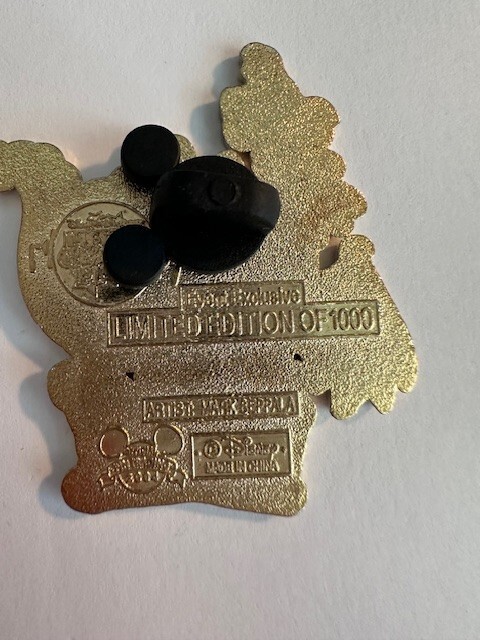 Event Exclusive
LIMITED EDITION OF 1000
ARTIST: MARK SEPPALA
© Disney
MADE IN CHINA